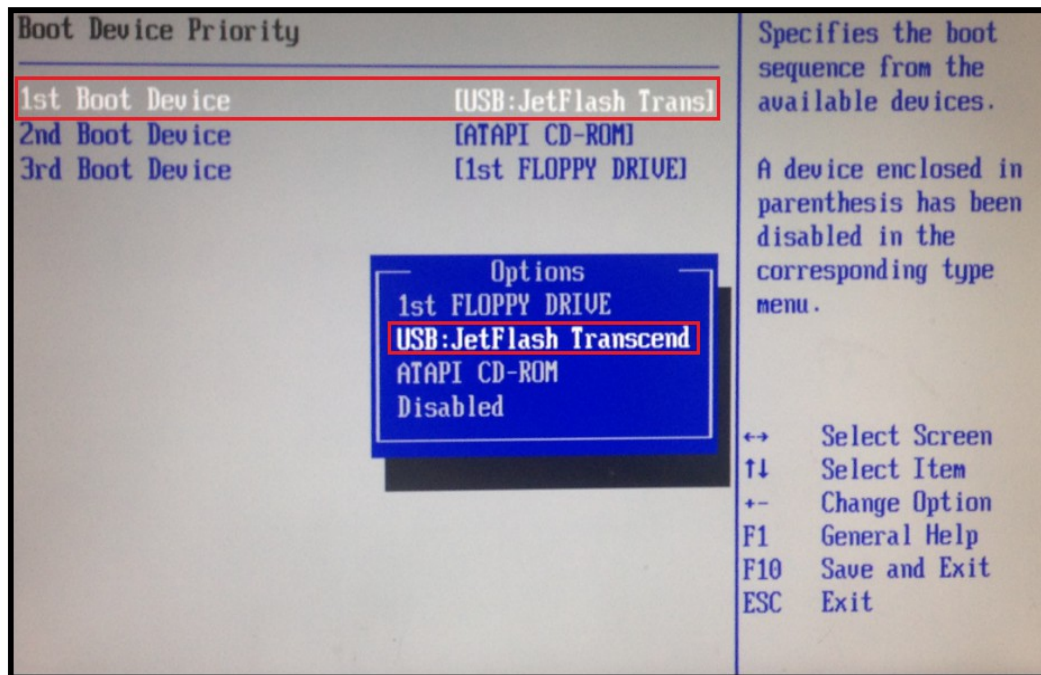 Boot Device Priority
1st Boot Device [USB:JetFlash Trans]
2nd Boot Device [ATAPI CD-ROM]
3rd Boot Device [1st FLOPPY DRIVE]
Options
1st FLOPPY DRIVE
USB:JetFlash Transcend
ATAPI CD-ROM
Disabled
Specifies the boot
sequence from the
available devices.
A device enclosed in
parenthesis has been
disabled in the
corresponding type
menu.
↔ Select Screen
↑↓ Select Item
+- Change Option
F1 General Help
F10 Save and Exit
ESC Exit